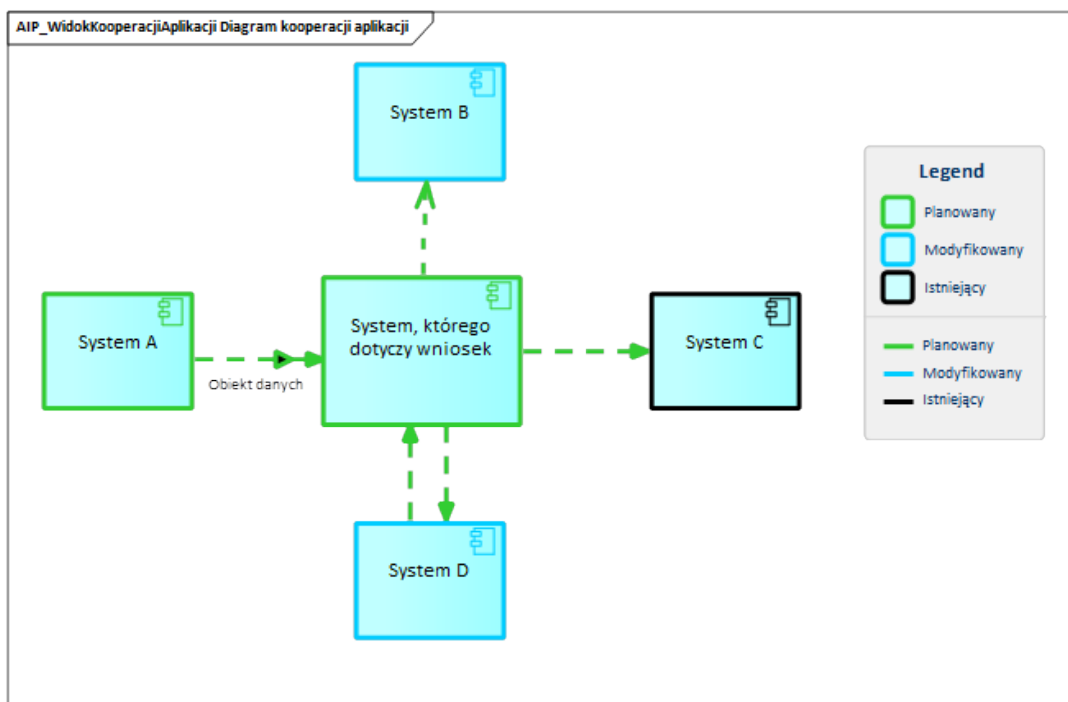 AIP_WidokKooperacjiAplikacji Diagram kooperacji aplikacji
System B
System A
System, którego
dotyczy wniosek
System C
Obiekt danych
System D
Legend
Planowany
Modyfikowany
Istniejący
Planowany
Modyfikowany
Istniejący